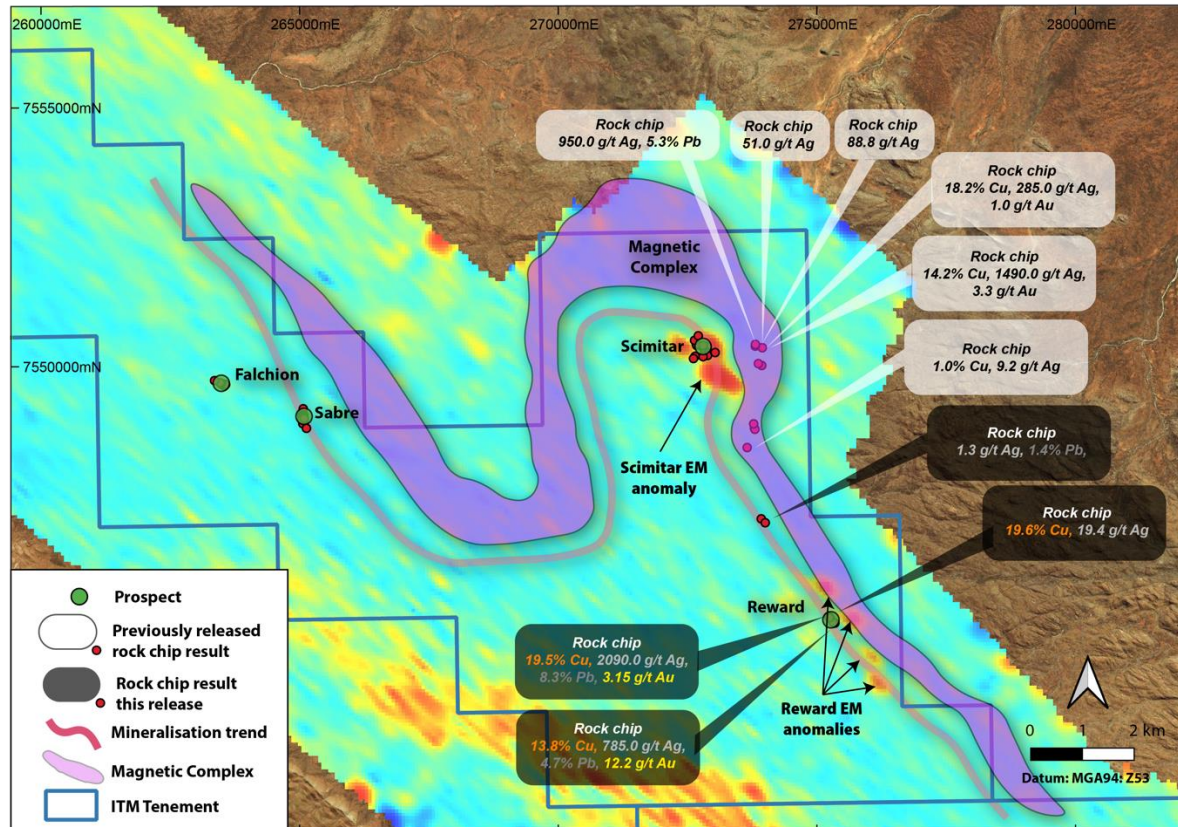 260000mE
265000mE
270000mE
275000mE
280000mE
7555000mN
7550000mN
Rock chip
950.0 g/t Ag, 5.3% Pb
Rock chip
51.0 g/t Ag
Rock chip
88.8 g/t Ag
Rock chip
18.2% Cu, 285.0 g/t Ag,
1.0 g/t Au
Rock chip
14.2% Cu, 1490.0 g/t Ag,
3.3 g/t Au
Rock chip
1.0% Cu, 9.2 g/t Ag
Magnetic
Complex
Scimitar
Falchion
Sabre
Scimitar EM
anomaly
Rock chip
1.3 g/t Ag, 1.4% Pb,
Rock chip
19.6% Cu, 19.4 g/t Ag
Reward
Rock chip
19.5% Cu, 2090.0 g/t Ag,
8.3% Pb, 3.15 g/t Au
Rock chip
13.8% Cu, 785.0 g/t Ag,
4.7% Pb, 12.2 g/t Au
Reward EM
anomalies
Prospect
Previously released
rock chip result
Rock chip result
this release
Mineralisation trend
Magnetic Complex
ITM Tenement
0 1 2 km
Datum: MGA94: Z53